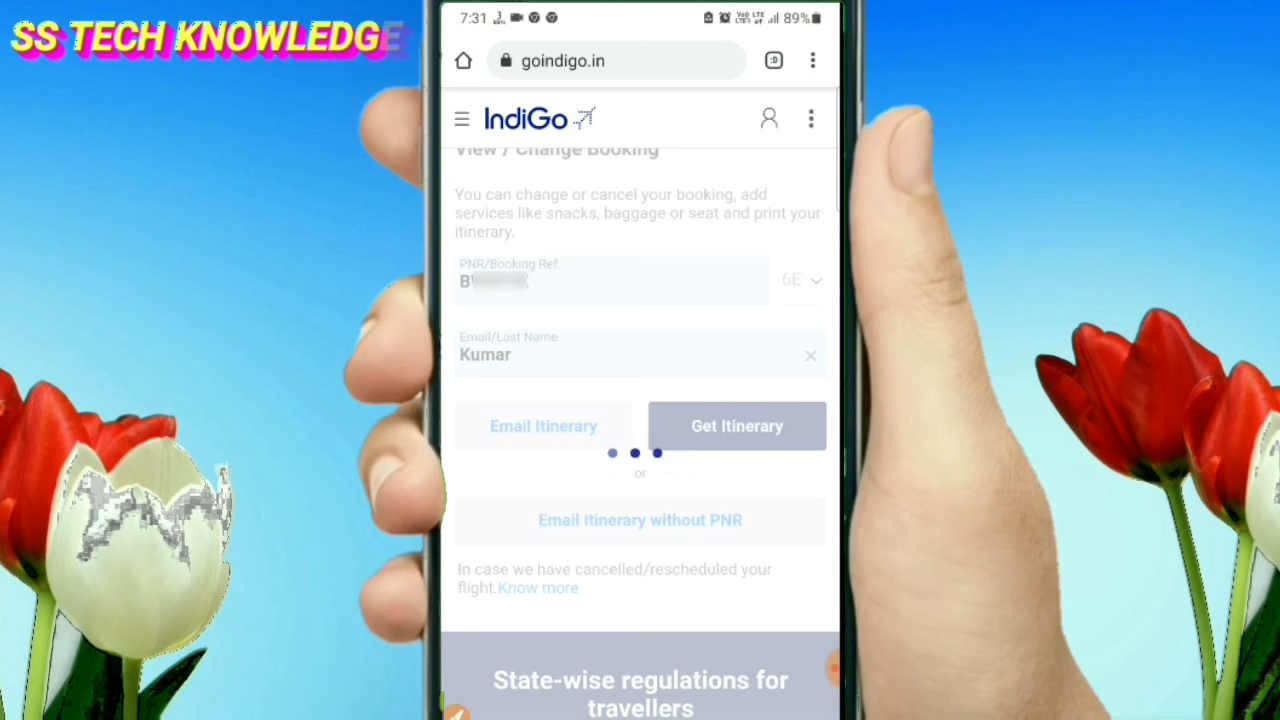 SS TECH KNOWLEDGE
7:31
89%
goindigo.in
:D
IndiGo
View / Change Booking
You can change or cancel your booking, add
services like snacks, baggage or seat and print your
itinerary.
PNR/Booking Ref.
6E
Email/Last Name
Kumar
Email Itinerary
Get Itinerary
or
Email Itinerary without PNR
In case we have cancelled/rescheduled your
flight.Know more
State-wise regulations for
travellers